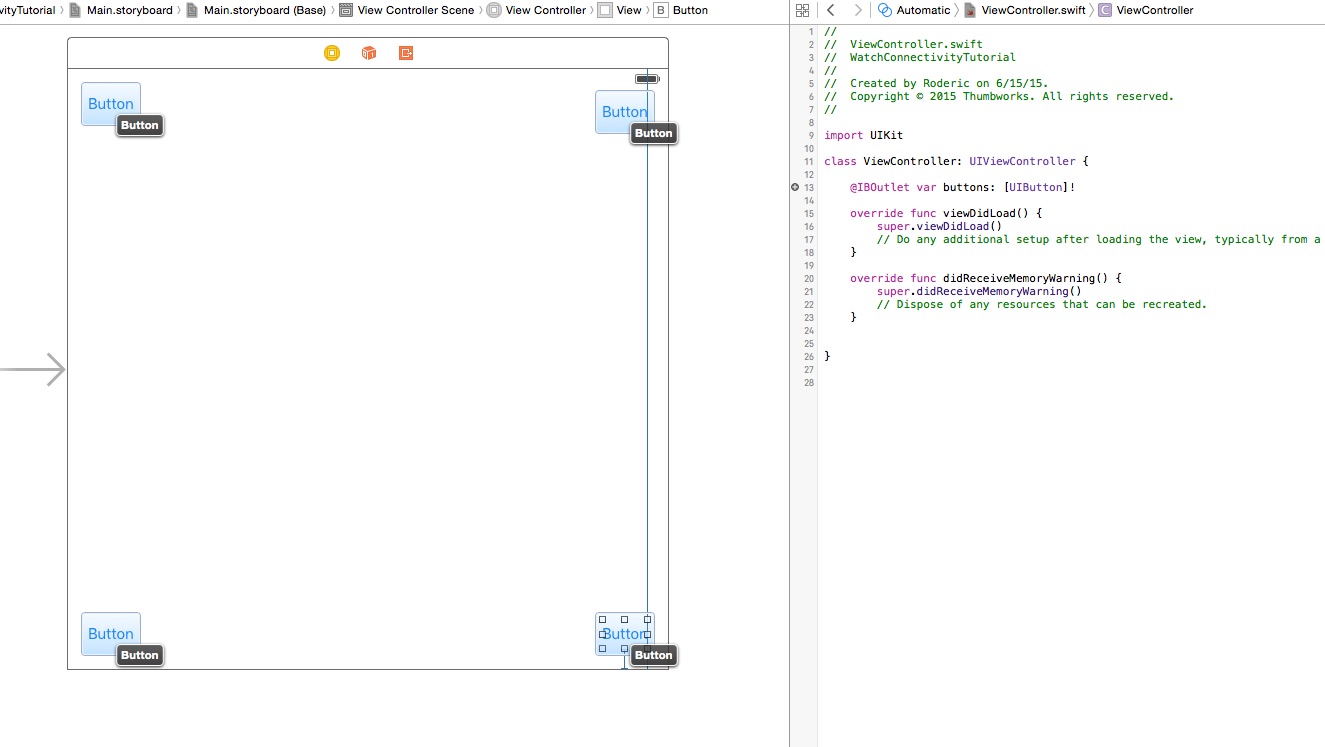 vityTutorial Main.storyboard Main.storyboard (Base) View Controller Scene View Controller View B Button
Button
Button
Button
Button
Button
Button
Button
Button
Automatic ViewController.swift C ViewController
1 //
2 //  ViewController.swift
3 //  WatchConnectivityTutorial
4 //
5 //  Created by Roderic on 6/15/15.
6 //  Copyright © 2015 Thumbworks. All rights reserved.
7 //
8
9 import UIKit
10
11 class ViewController: UIViewController {
12
13     @IBOutlet var buttons: [UIButton]!
14
15     override func viewDidLoad() {
16         super.viewDidLoad()
17         // Do any additional setup after loading the view, typically from a
18     }
19
20     override func didReceiveMemoryWarning() {
21         super.didReceiveMemoryWarning()
22         // Dispose of any resources that can be recreated.
23     }
24
25
26 }
27
28